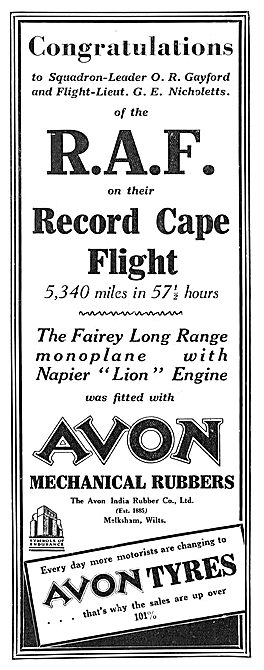 Congratulations
to Squadron-Leader O. R. Gayford
and Flight-Lieut. G. E. Nicholetts.
of the
R.A.F.
on their
Record Cape
Flight
5,340 miles in 57½ hours
The Fairey Long Range
monoplane with
Napier "Lion" Engine
was fitted with
AVON
MECHANICAL RUBBERS
The Avon India Rubber Co., Ltd.
(Est. 1885)
Melksham, Wilts.
SYMBOLS OF
ENDURANCE
Every day more motorists are changing to
AVON TYRES
. . . . that's why the sales are up over
101%